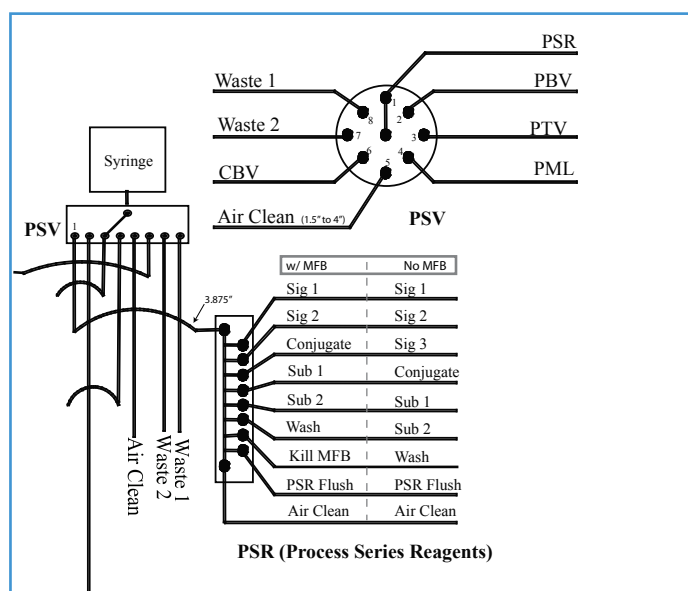 PSR
Waste 1
PBV
1
8
2
Waste 2
PTV
7
3
6
4
CBV
5
PML
Air Clean (1.5" to 4")
PSV
Syringe
PSV
1
3.875"
w/ MFB No MFB
Sig 1 Sig 1
Sig 2 Sig 2
Conjugate Sig 3
Sub 1 Conjugate
Sub 2 Sub 1
Wash Sub 2
Kill MFB Wash
PSR Flush PSR Flush
Air Clean Air Clean
Air Clean
Waste 2
Waste 1
PSR (Process Series Reagents)